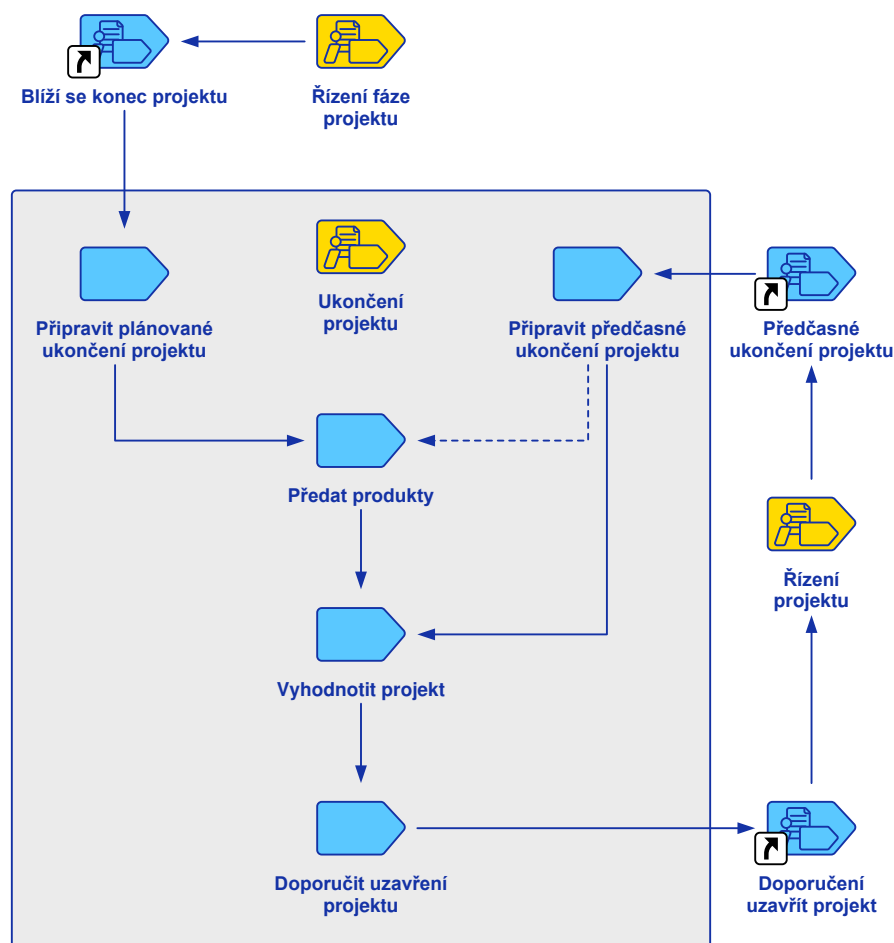 Blíží se konec projektu
Řízení fáze
projektu
Připravit plánované
ukončení projektu
Ukončení
projektu
Připravit předčasné
ukončení projektu
Předčasné
ukončení projektu
Předat produkty
Řízení
projektu
Vyhodnotit projekt
Doporučit uzavření
projektu
Doporučení
uzavřít projekt